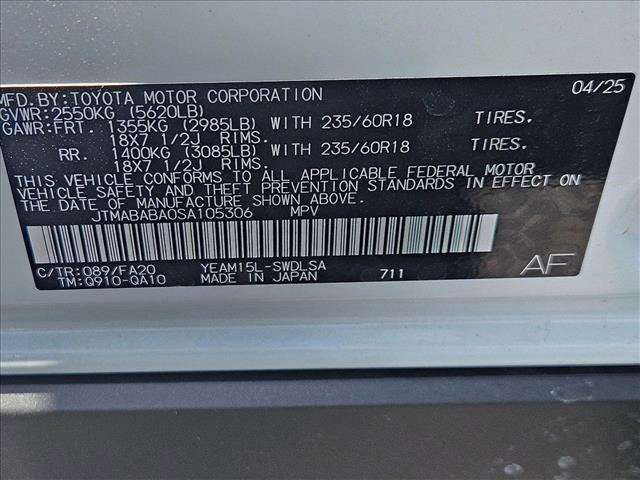 MFD. BY: TOYOTA MOTOR CORPORATION 04/25
GVWR: 2550KG (5620LB)
GAWR: FRT. 1355KG (2985LB) WITH 235/60R18 TIRES.
18X7 1/2J RIMS.
RR. 1400KG (3085LB) WITH 235/60R18 TIRES.
18X7 1/2J RIMS.
THIS VEHICLE CONFORMS TO ALL APPLICABLE FEDERAL MOTOR
VEHICLE SAFETY AND THEFT PREVENTION STANDARDS IN EFFECT ON
THE DATE OF MANUFACTURE SHOWN ABOVE.
JTMABABA0SA105306 MPV
C/TR: 089/FA20 YEAM15L-SWDLSA 711 AF
TM: Q910-QA10 MADE IN JAPAN